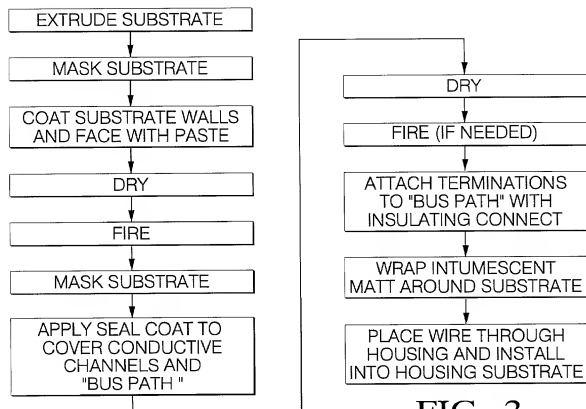 EXTRUDE SUBSTRATE
MASK SUBSTRATE
COAT SUBSTRATE WALLS
AND FACE WITH PASTE
DRY
FIRE
MASK SUBSTRATE
APPLY SEAL COAT TO
COVER CONDUCTIVE
CHANNELS AND
"BUS PATH "
DRY
FIRE (IF NEEDED)
ATTACH TERMINATIONS
TO "BUS PATH" WITH
INSULATING CONNECT
WRAP INTUMESCENT
MATT AROUND SUBSTRATE
PLACE WIRE THROUGH
HOUSING AND INSTALL
INTO HOUSING SUBSTRATE
FIG. 3